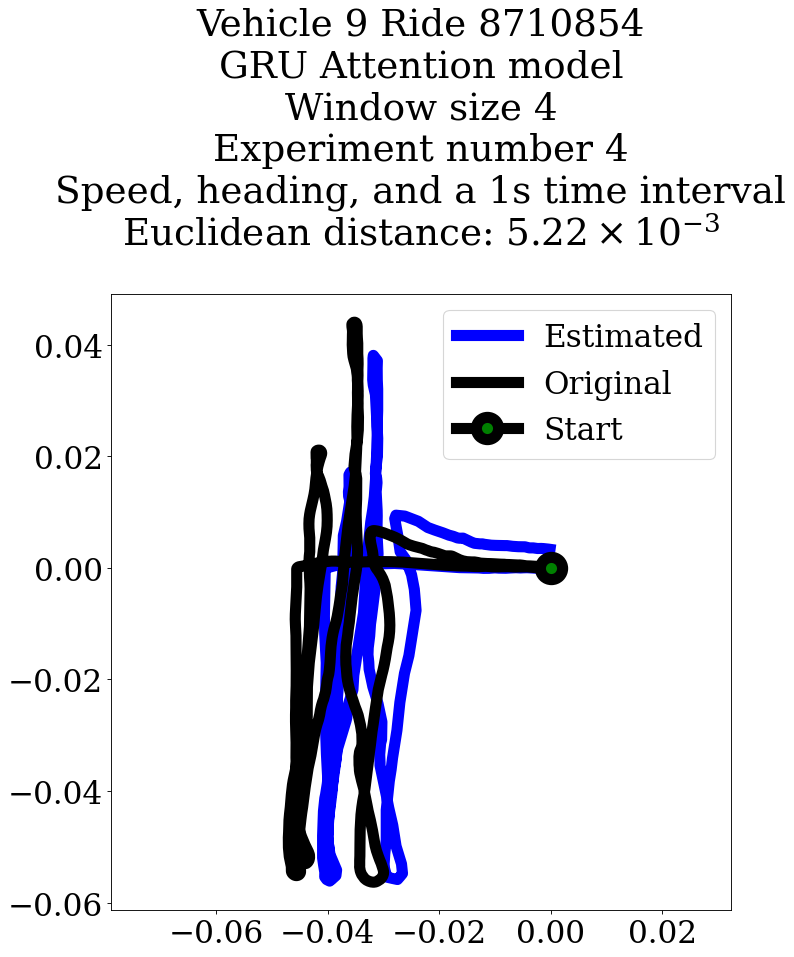 Vehicle 9 Ride 8710854
GRU Attention model
Window size 4
Experiment number 4
Speed, heading, and a 1s time interval
Euclidean distance: 5.22 × 10⁻³
Estimated
Original
Start
0.04
0.02
0.00
−0.02
−0.04
−0.06
−0.06 −0.04 −0.02 0.00 0.02